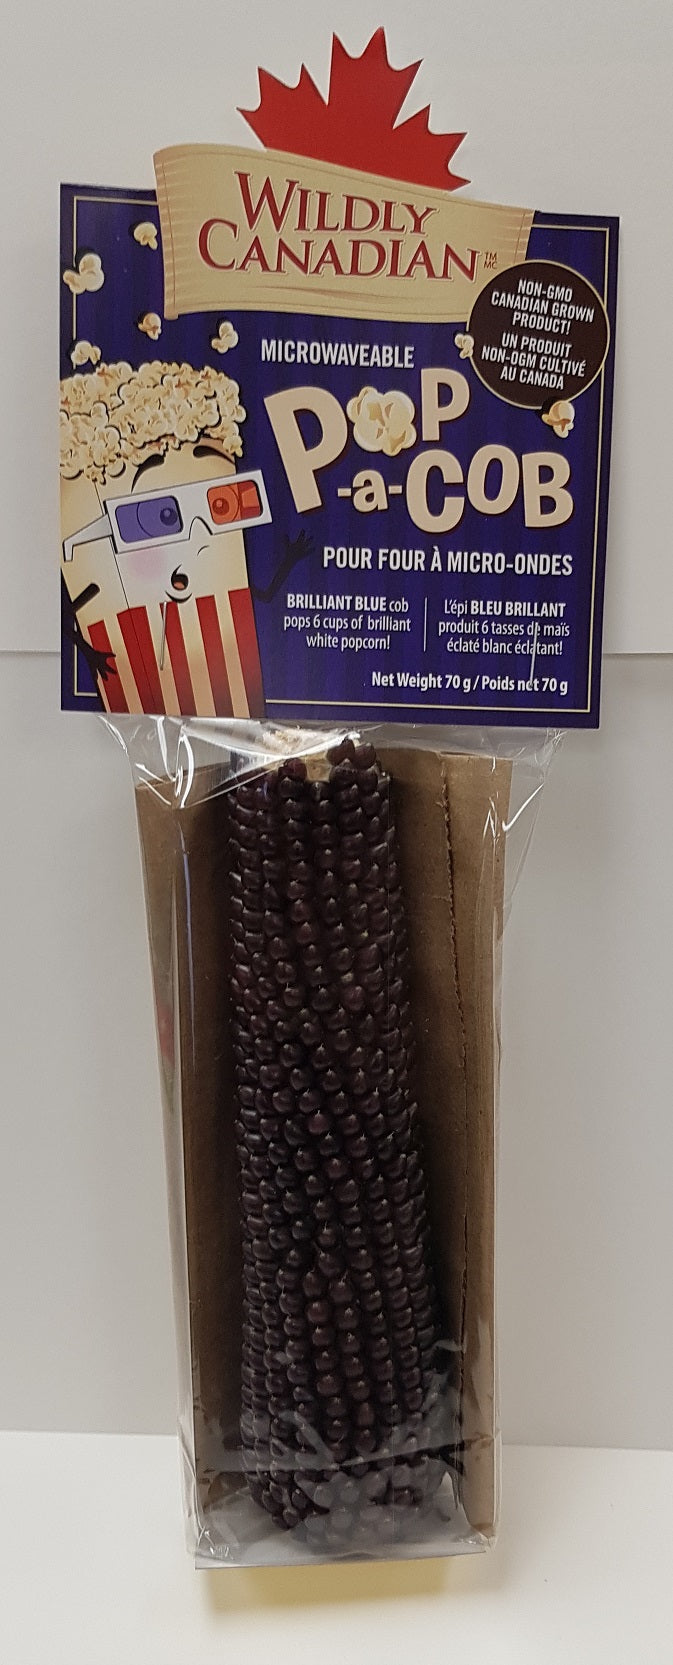 WILDLY
CANADIAN™
MC
NON-GMO
CANADIAN GROWN
PRODUCT!
UN PRODUIT
NON-OGM CULTIVÉ
AU CANADA
MICROWAVEABLE
POP
-a-COB
POUR FOUR À MICRO-ONDES
BRILLIANT BLUE cob
pops 6 cups of brilliant
white popcorn!
L'épi BLEU BRILLANT
produit 6 tasses de maïs
éclaté blanc éclatant!
Net Weight 70 g / Poids net 70 g